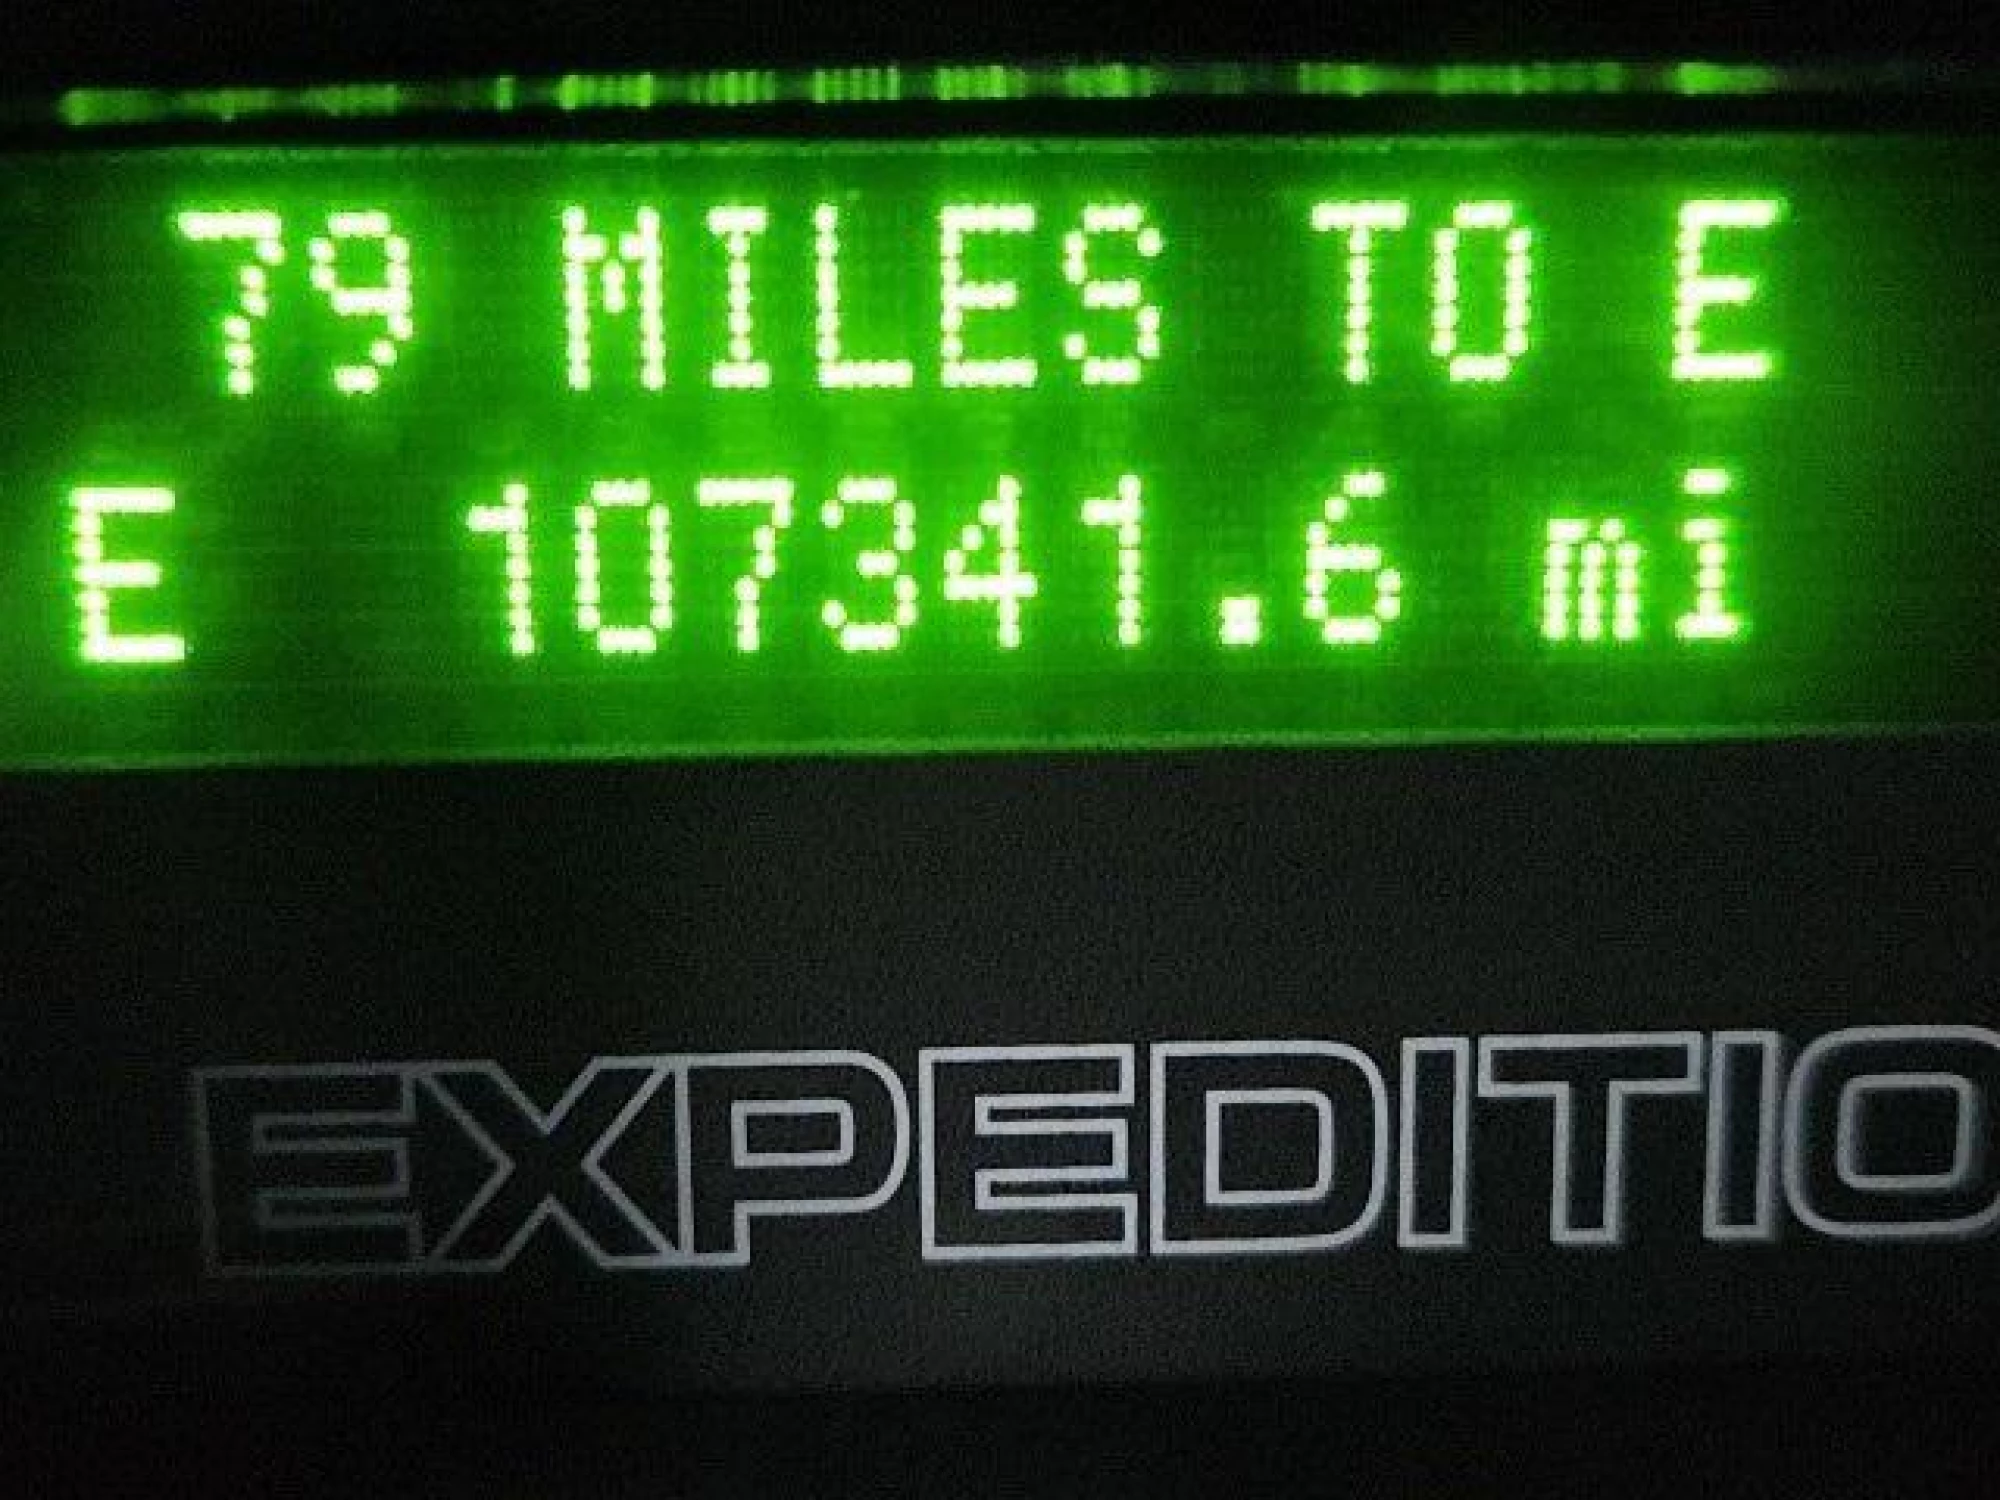 79 MILES TO E
E 107341.6 mi
EXPEDITIO